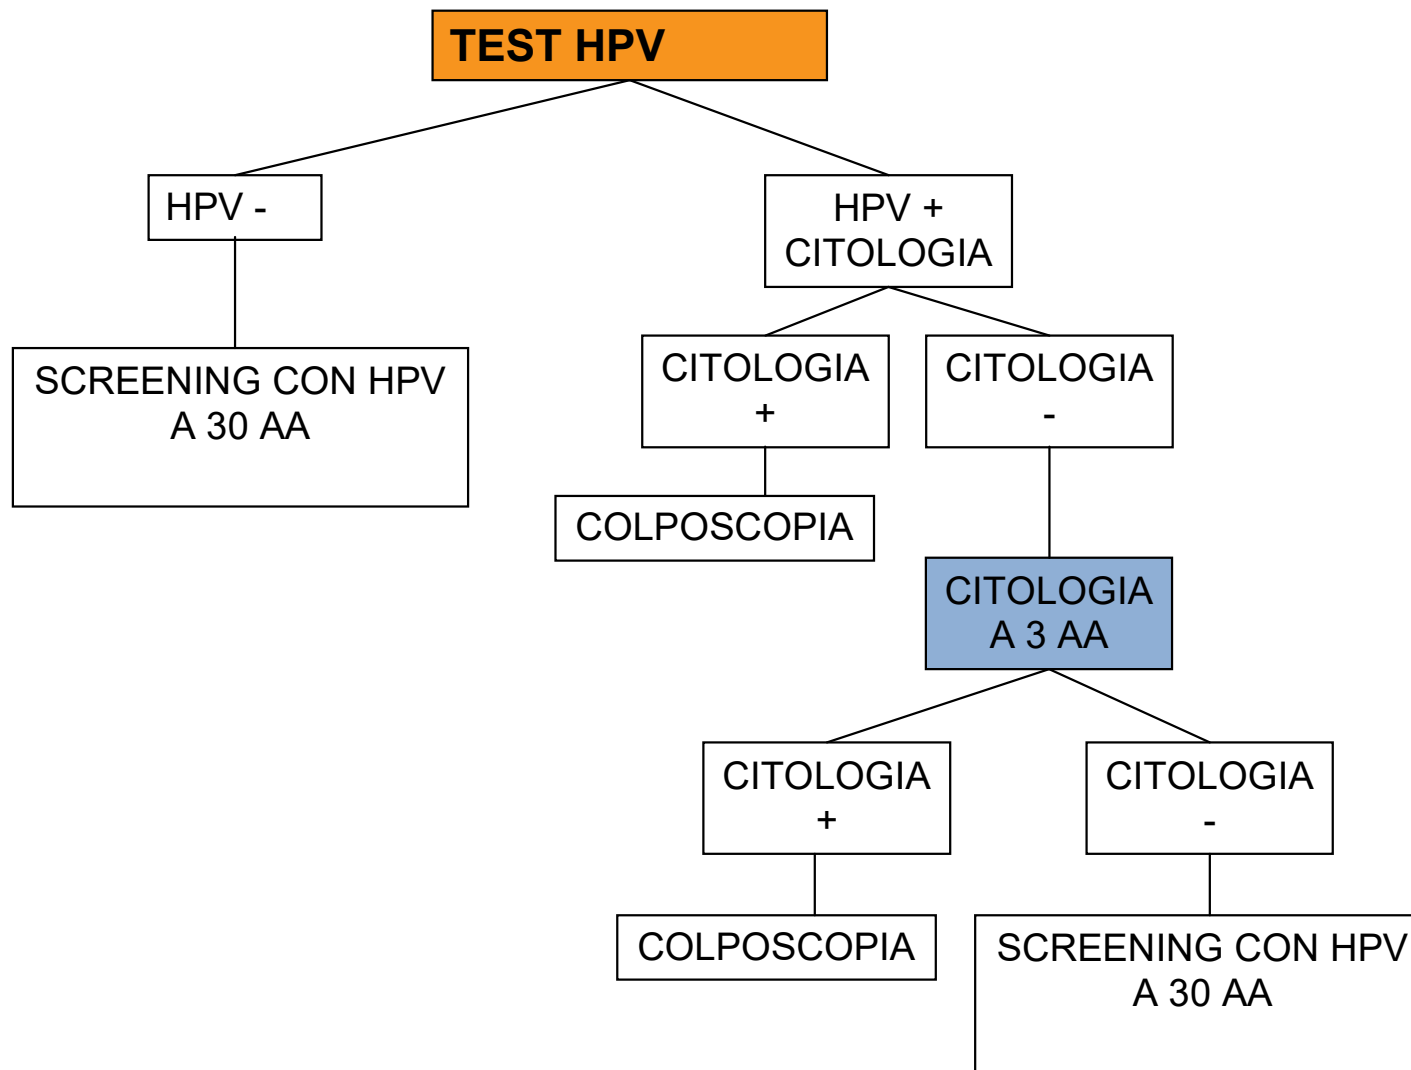 TEST HPV
HPV -
HPV +
CITOLOGIA
SCREENING CON HPV
A 30 AA
CITOLOGIA
+
CITOLOGIA
-
COLPOSCOPIA
CITOLOGIA
A 3 AA
CITOLOGIA
+
CITOLOGIA
-
COLPOSCOPIA
SCREENING CON HPV
A 30 AA